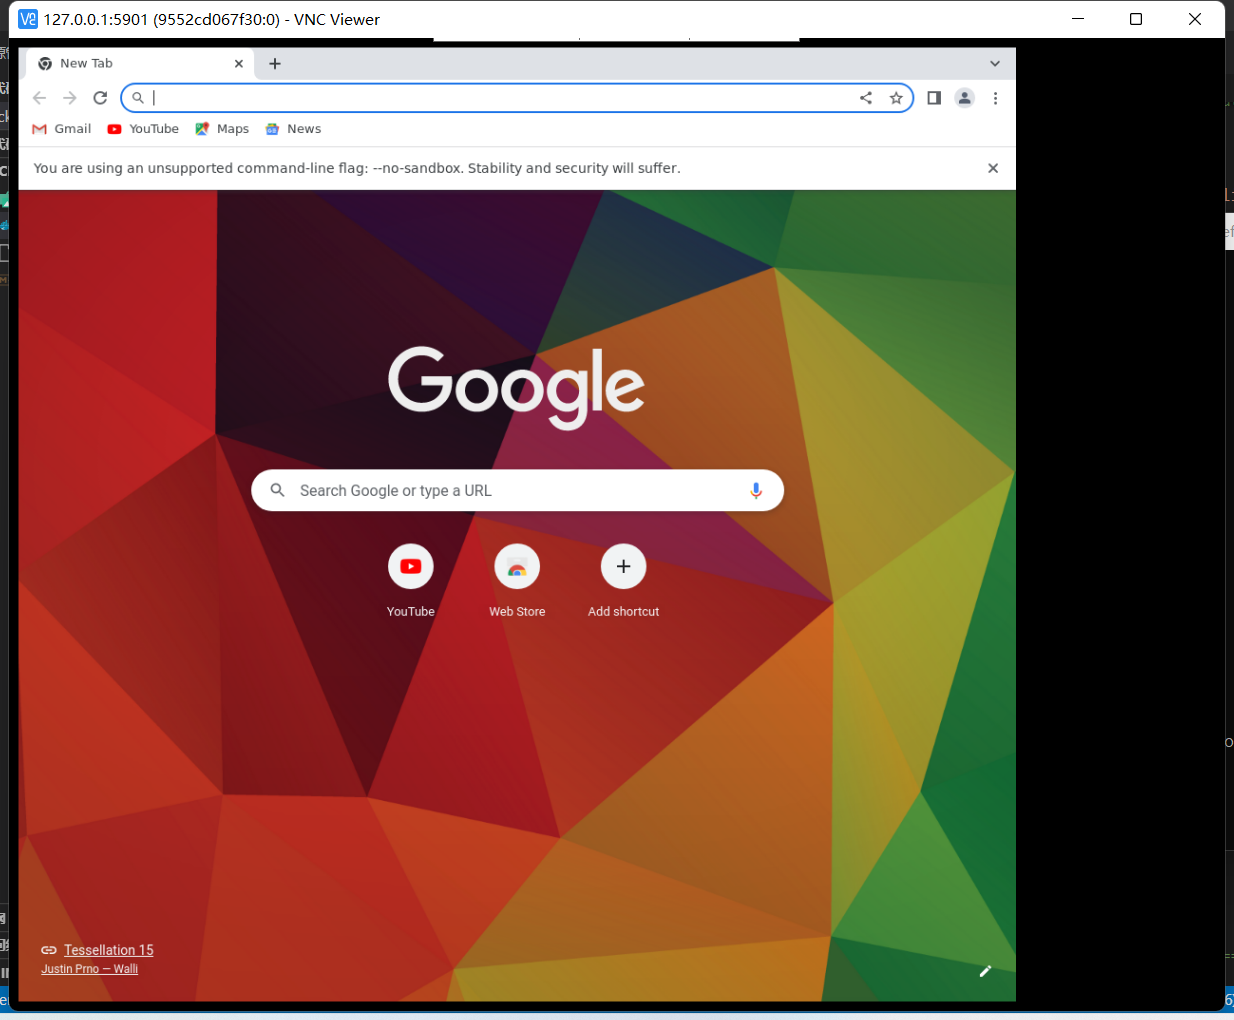 127.0.0.1:5901 (9552cd067f30:0) - VNC Viewer
New Tab
Gmail YouTube Maps News
You are using an unsupported command-line flag: --no-sandbox. Stability and security will suffer.
Google
Search Google or type a URL
YouTube Web Store Add shortcut
Tessellation 15
Justin Prno — Walli